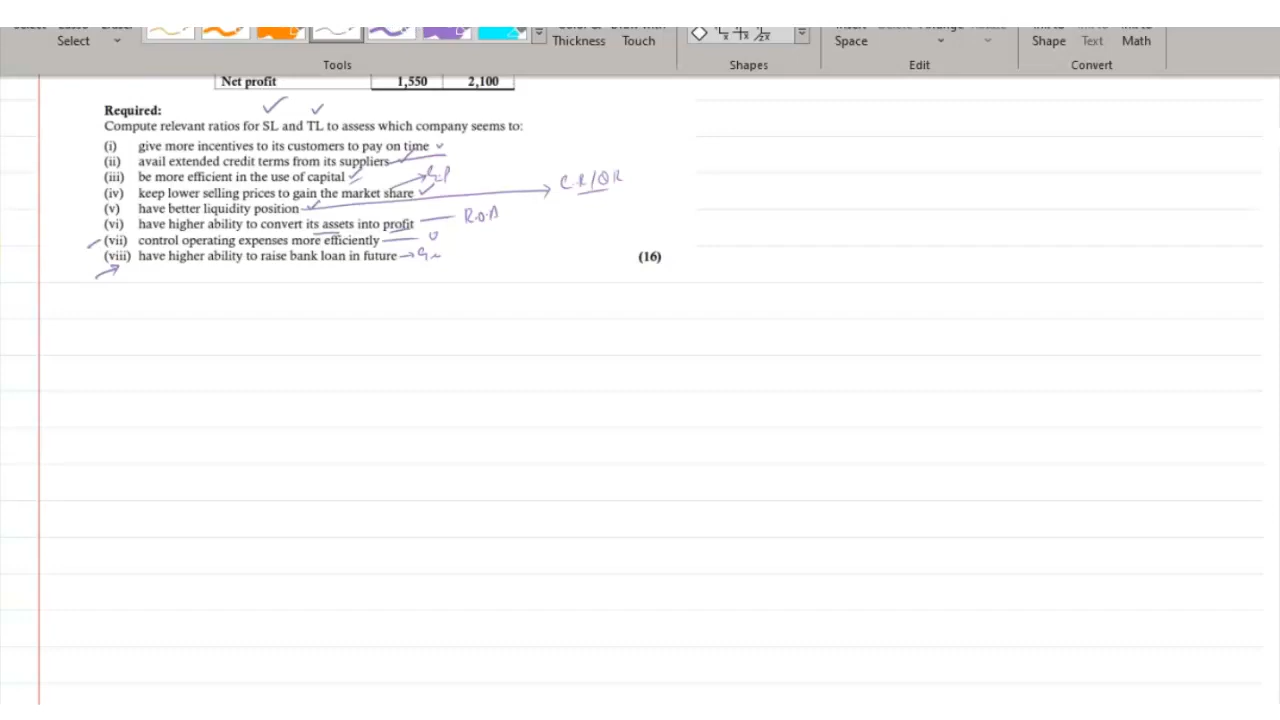 Select
Thickness Touch
Space
Shape Text Math
Tools
Shapes
Edit
Convert
Net profit 1,550 2,100
Required:
Compute relevant ratios for SL and TL to assess which company seems to:
(i) give more incentives to its customers to pay on time
(ii) avail extended credit terms from its suppliers
(iii) be more efficient in the use of capital
(iv) keep lower selling prices to gain the market share
C.R/QR
(v) have better liquidity position
(vi) have higher ability to convert its assets into profit
R.O.A
(vii) control operating expenses more efficiently
(viii) have higher ability to raise bank loan in future
(16)